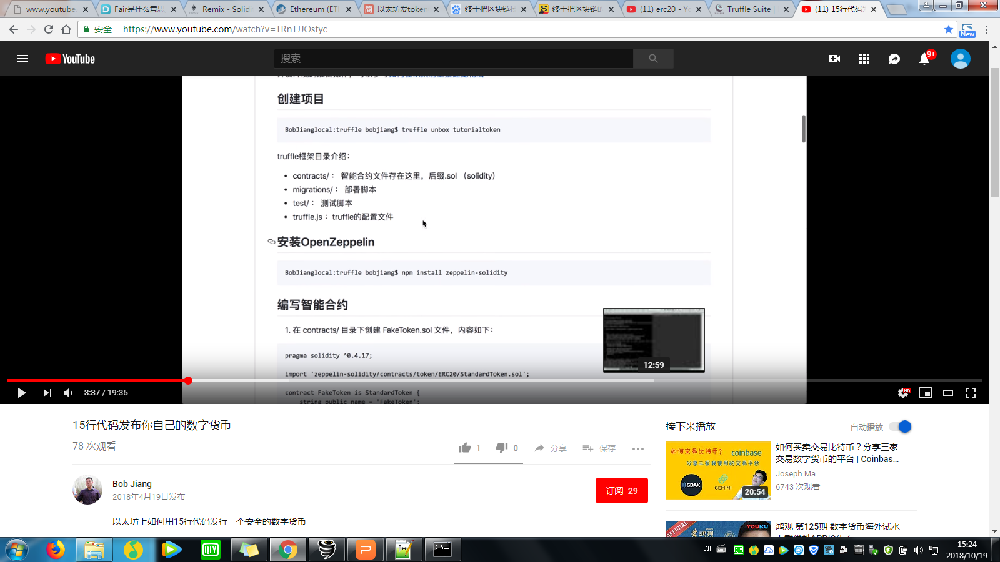 www.youtube.
Fair是什么意思
Remix - Solidi
Ethereum (ETH
以太坊发token
终于把区块链技
终于把区块链的
(11) erc20 - Yo
Truffle Suite |
(11) 15行代码发
安全
https://www.youtube.com/watch?v=TRnTJJOsfyc
New
YouTube
搜索
9+
创建项目
BobJianglocal:truffle bobjiang$ truffle unbox tutorialtoken
truffle框架目录介绍：
contracts/： 智能合约文件存在这里，后缀.sol （solidity）
migrations/： 部署脚本
test/： 测试脚本
truffle.js：truffle的配置文件
安装OpenZeppelin
BobJianglocal:truffle bobjiang$ npm install zeppelin-solidity
编写智能合约
1. 在 contracts/ 目录下创建 FakeToken.sol 文件，内容如下：
pragma solidity ^0.4.17;
import 'zeppelin-solidity/contracts/token/ERC20/StandardToken.sol';
contract FakeToken is StandardToken {
string public name = 'FakeToken';
12:59
3:37 / 19:35
HD
15行代码发布你自己的数字货币
78 次观看
1
0
分享
保存
Bob Jiang
2018年4月19日发布
订阅 29
以太坊上如何用15行代码发行一个安全的数字货币
接下来播放
自动播放
如何交易比特币？
coinbase
分享三家我使用的交易平台
GDAX
GEMINI
20:54
如何买卖交易比特币？分享三家
交易数字货币的平台 | Coinbas...
Joseph Ma
6743 次观看
OFFICIAL
鸿观
YOUKU
鸿观 第125期 数字货币海外试水
QIYI
CH
15:24
2018/10/19